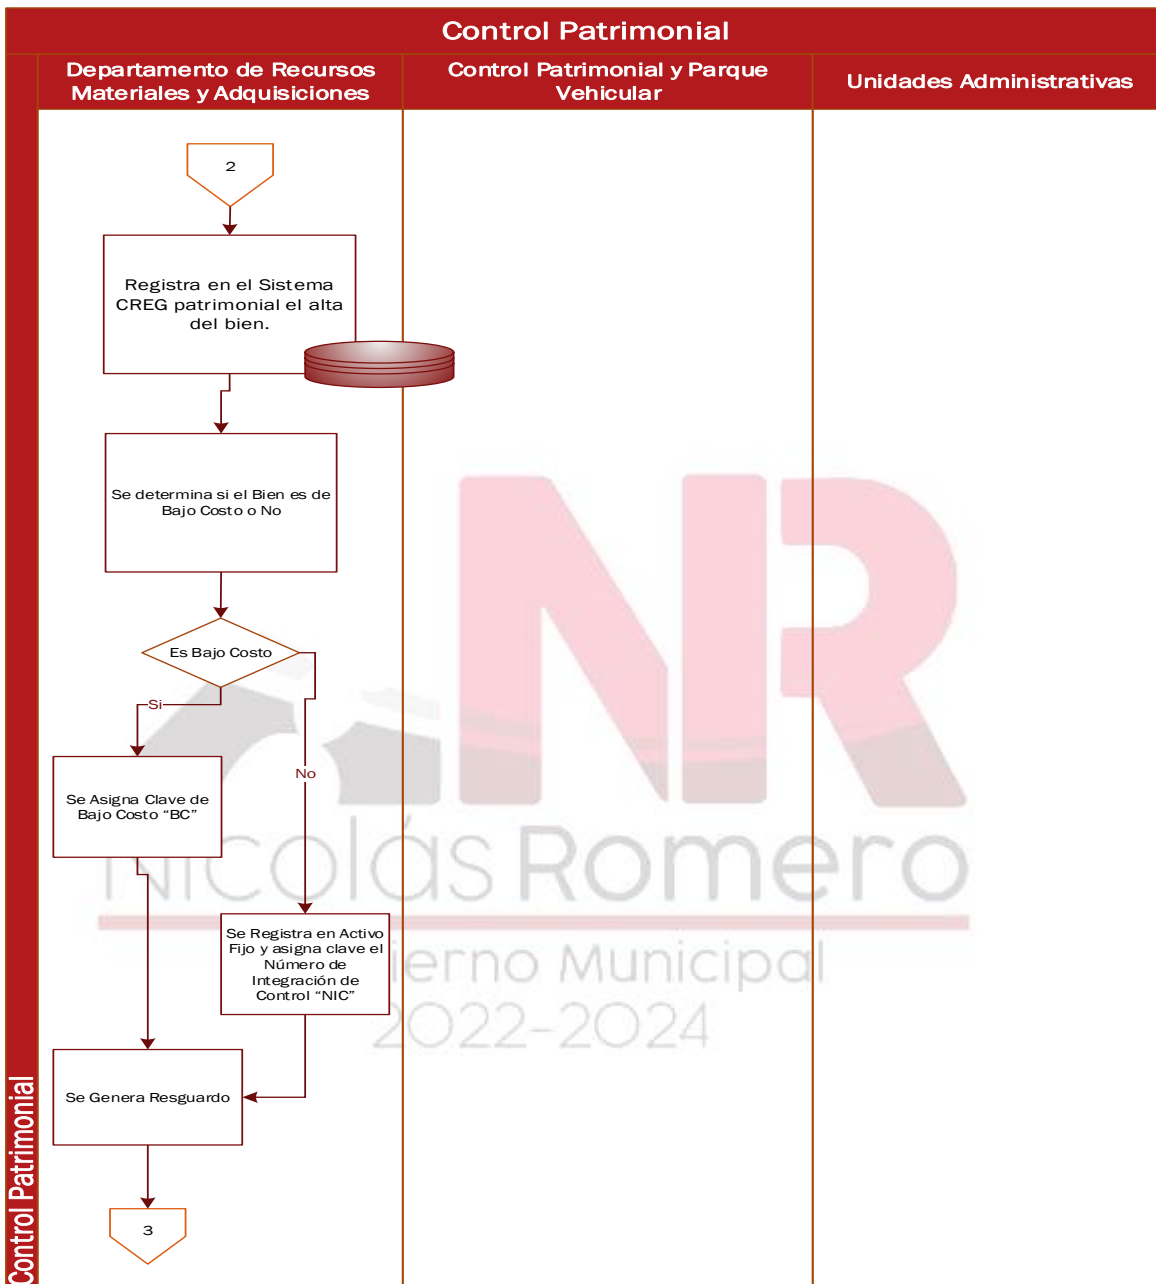 Control Patrimonial
Departamento de Recursos
Materiales y Adquisiciones
Control Patrimonial y Parque
Vehicular
Unidades Administrativas
2
Registra en el Sistema
CREG patrimonial el alta
del bien.
Se determina si el Bien es de
Bajo Costo o No
Es Bajo Costo
Si
No
Se Asigna Clave de
Bajo Costo “BC”
Se Registra en Activo
Fijo y asigna clave el
Número de
Integración de
Control “NIC”
Se Genera Resguardo
3
Control Patrimonial
NR
Nicolás Romero
ierno Municipal
2022-2024